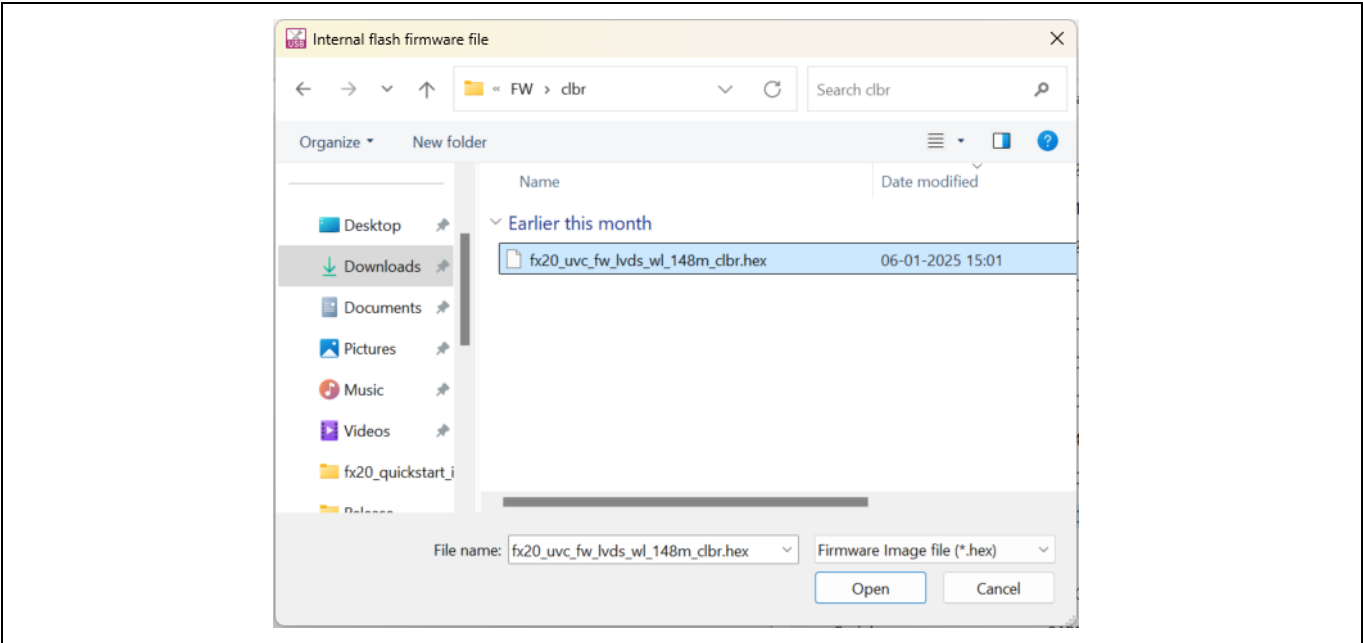 USB Internal flash firmware file
« FW > clbr Search clbr
Organize New folder ?
Name Date modified
Desktop
Earlier this month
Downloads fx20_uvc_fw_lvds_wl_148m_clbr.hex 06-01-2025 15:01
Documents
Pictures
Music
Videos
fx20_quickstart_i
File name: fx20_uvc_fw_lvds_wl_148m_clbr.hex Firmware Image file (*.hex)
Open Cancel